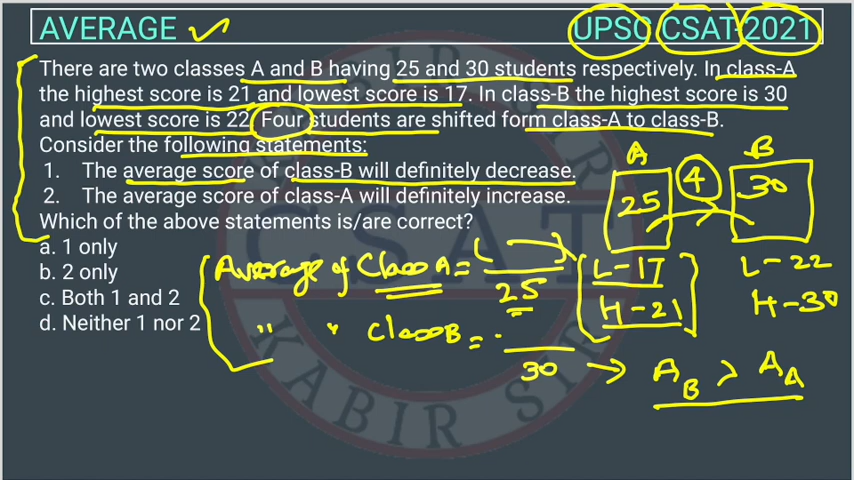 AVERAGE
UPSC CSAT 2021
There are two classes A and B having 25 and 30 students respectively. In class-A
the highest score is 21 and lowest score is 17. In class-B the highest score is 30
and lowest score is 22. Four students are shifted form class-A to class-B.
Consider the following statements:
1. The average score of class-B will definitely decrease.
2. The average score of class-A will definitely increase.
Which of the above statements is/are correct?
a. 1 only
b. 2 only
c. Both 1 and 2
d. Neither 1 nor 2
A B
25 4 30
Average of Class A = 25
L-17
H-21
L-22
H-30
" " Class B = 30
→ A_B > A_A
CSAT
KABIR